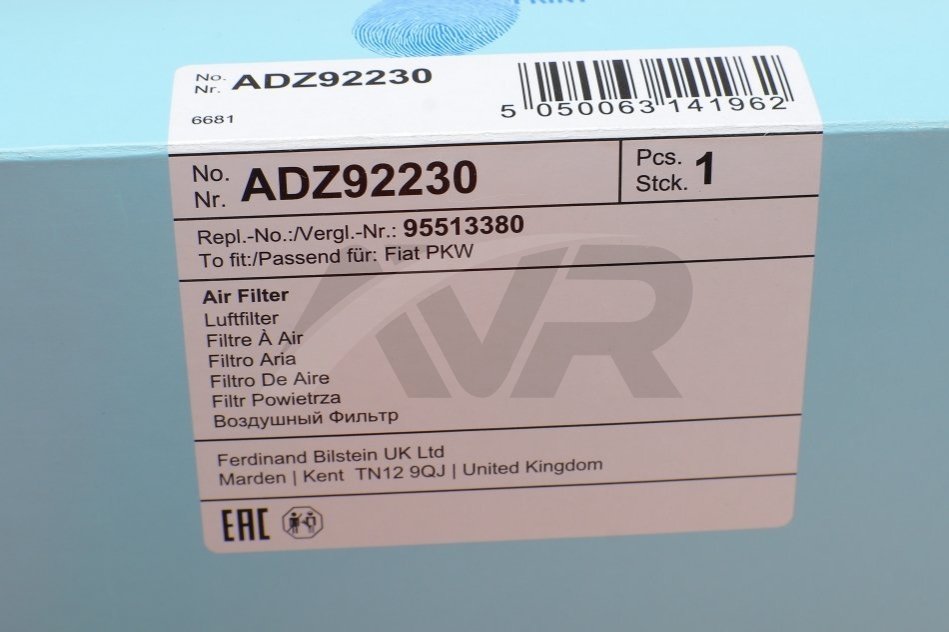 PRINT
No. ADZ92230
Nr.
6681
5 050063 141962
No. ADZ92230
Nr.
Pcs. 1
Stck.
Repl.-No.:/Vergl.-Nr.: 95513380
To fit:/Passend für: Fiat PKW
Air Filter
Luftfilter
Filtre À Air
Filtro Aria
Filtro De Aire
Filtr Powietrza
Воздушный Фильтр
Ferdinand Bilstein UK Ltd
Marden | Kent TN12 9QJ | United Kingdom
EAC
AVR